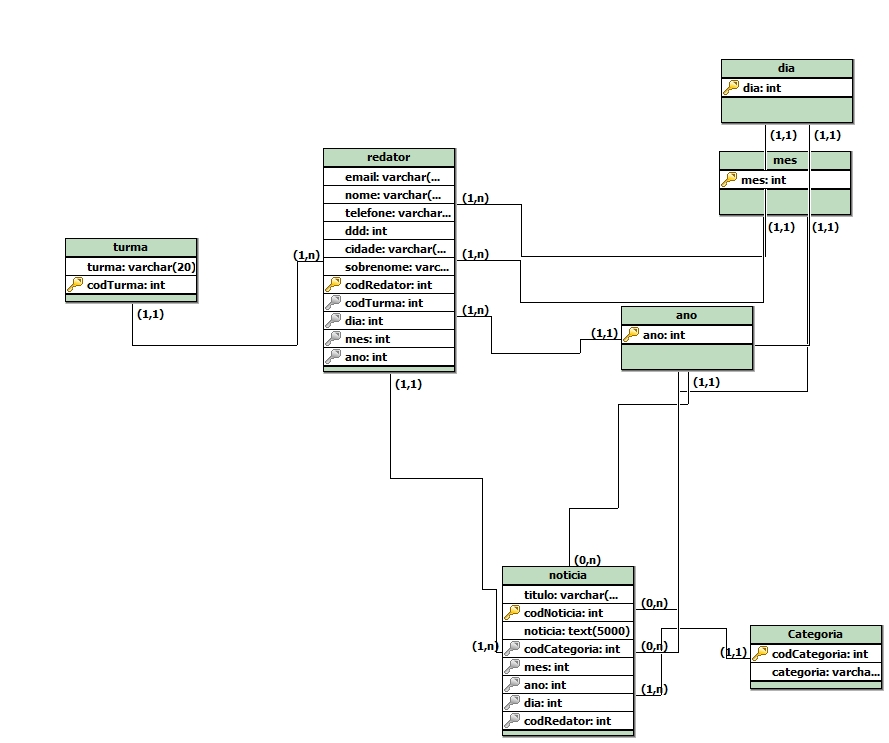 dia
dia: int
(1,1)
(1,1)
mes
mes: int
(1,1)
(1,1)
redator
email: varchar(...
nome: varchar(...
telefone: varchar...
ddd: int
cidade: varchar(...
sobrenome: varc...
codRedator: int
codTurma: int
dia: int
mes: int
ano: int
(1,n)
(1,n)
(1,n)
(1,n)
(1,1)
turma
turma: varchar(20)
codTurma: int
(1,1)
ano
ano: int
(1,1)
(1,1)
noticia
titulo: varchar(...
codNoticia: int
noticia: text(5000)
codCategoria: int
mes: int
ano: int
dia: int
codRedator: int
(0,n)
(0,n)
(0,n)
(1,n)
(1,n)
Categoria
codCategoria: int
categoria: varcha...
(1,1)